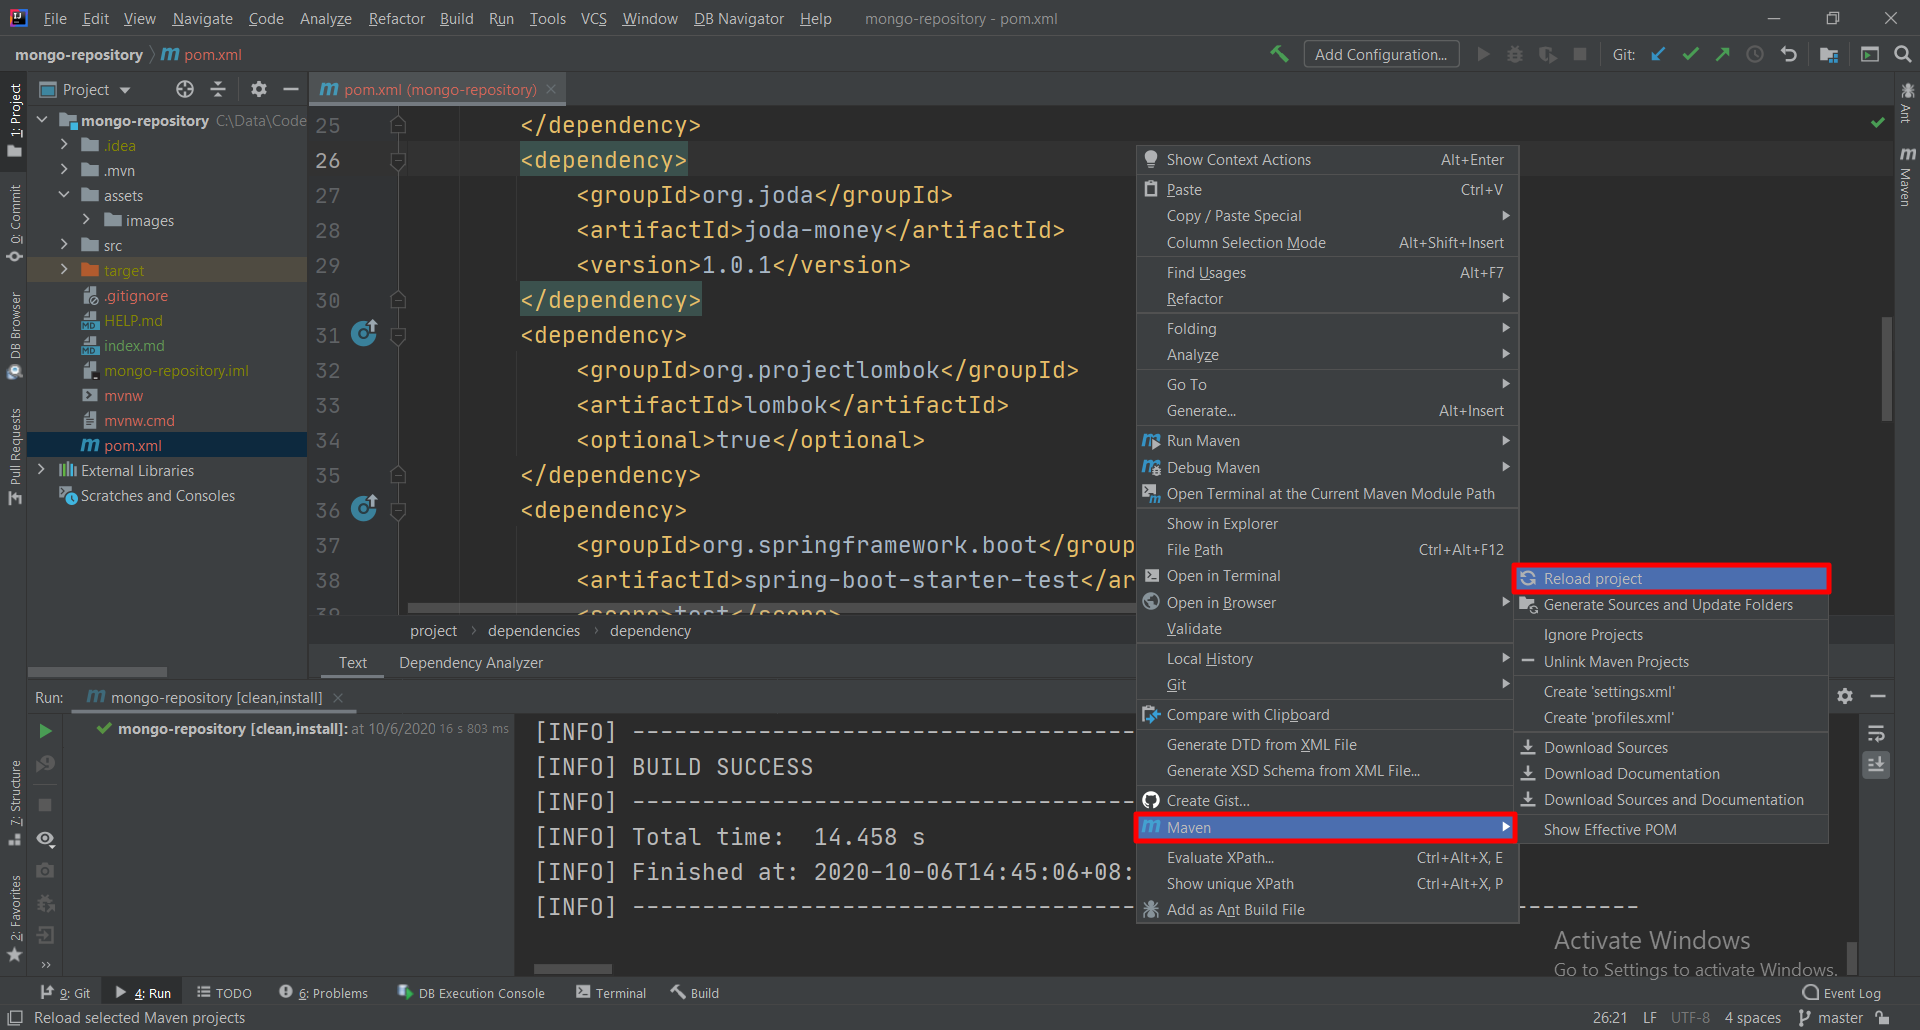 File Edit View Navigate Code Analyze Refactor Build Run Tools VCS Window DB Navigator Help mongo-repository - pom.xml
mongo-repository pom.xml
Add Configuration...
Git:
Project
pom.xml (mongo-repository)
1: Project
0: Commit
DB Browser
Pull Requests
7: Structure
2: Favorites
Ant
Maven
mongo-repository C:\Data\Code
.idea
.mvn
assets
images
src
target
.gitignore
HELP.md
index.md
mongo-repository.iml
mvnw
mvnw.cmd
pom.xml
External Libraries
Scratches and Consoles
25 </dependency>
26 <dependency>
27 <groupId>org.joda</groupId>
28 <artifactId>joda-money</artifactId>
29 <version>1.0.1</version>
30 </dependency>
31 <dependency>
32 <groupId>org.projectlombok</groupId>
33 <artifactId>lombok</artifactId>
34 <optional>true</optional>
35 </dependency>
36 <dependency>
37 <groupId>org.springframework.boot</group
38 <artifactId>spring-boot-starter-test</ar
39 <scope>test</scope>
project dependencies dependency
Text Dependency Analyzer
Show Context Actions Alt+Enter
Paste Ctrl+V
Copy / Paste Special
Column Selection Mode Alt+Shift+Insert
Find Usages Alt+F7
Refactor
Folding
Analyze
Go To
Generate... Alt+Insert
Run Maven
Debug Maven
Open Terminal at the Current Maven Module Path
Show in Explorer
File Path Ctrl+Alt+F12
Open in Terminal
Open in Browser
Validate
Local History
Git
Compare with Clipboard
Generate DTD from XML File
Generate XSD Schema from XML File...
Create Gist...
Maven
Evaluate XPath... Ctrl+Alt+X, E
Show unique XPath Ctrl+Alt+X, P
Add as Ant Build File
Reload project
Generate Sources and Update Folders
Ignore Projects
Unlink Maven Projects
Create 'settings.xml'
Create 'profiles.xml'
Download Sources
Download Documentation
Download Sources and Documentation
Show Effective POM
Run: mongo-repository [clean,install]
mongo-repository [clean,install]: at 10/6/2020 16 s 803 ms
[INFO] ------------------------------------
[INFO] BUILD SUCCESS
[INFO] ------------------------------------
[INFO] Total time:  14.458 s
[INFO] Finished at: 2020-10-06T14:45:06+08:
[INFO] ------------------------------------------------------------------------
Activate Windows
Go to Settings to activate Windows.
9: Git 4: Run TODO 6: Problems DB Execution Console Terminal Build Event Log
Reload selected Maven projects 26:21 LF UTF-8 4 spaces master